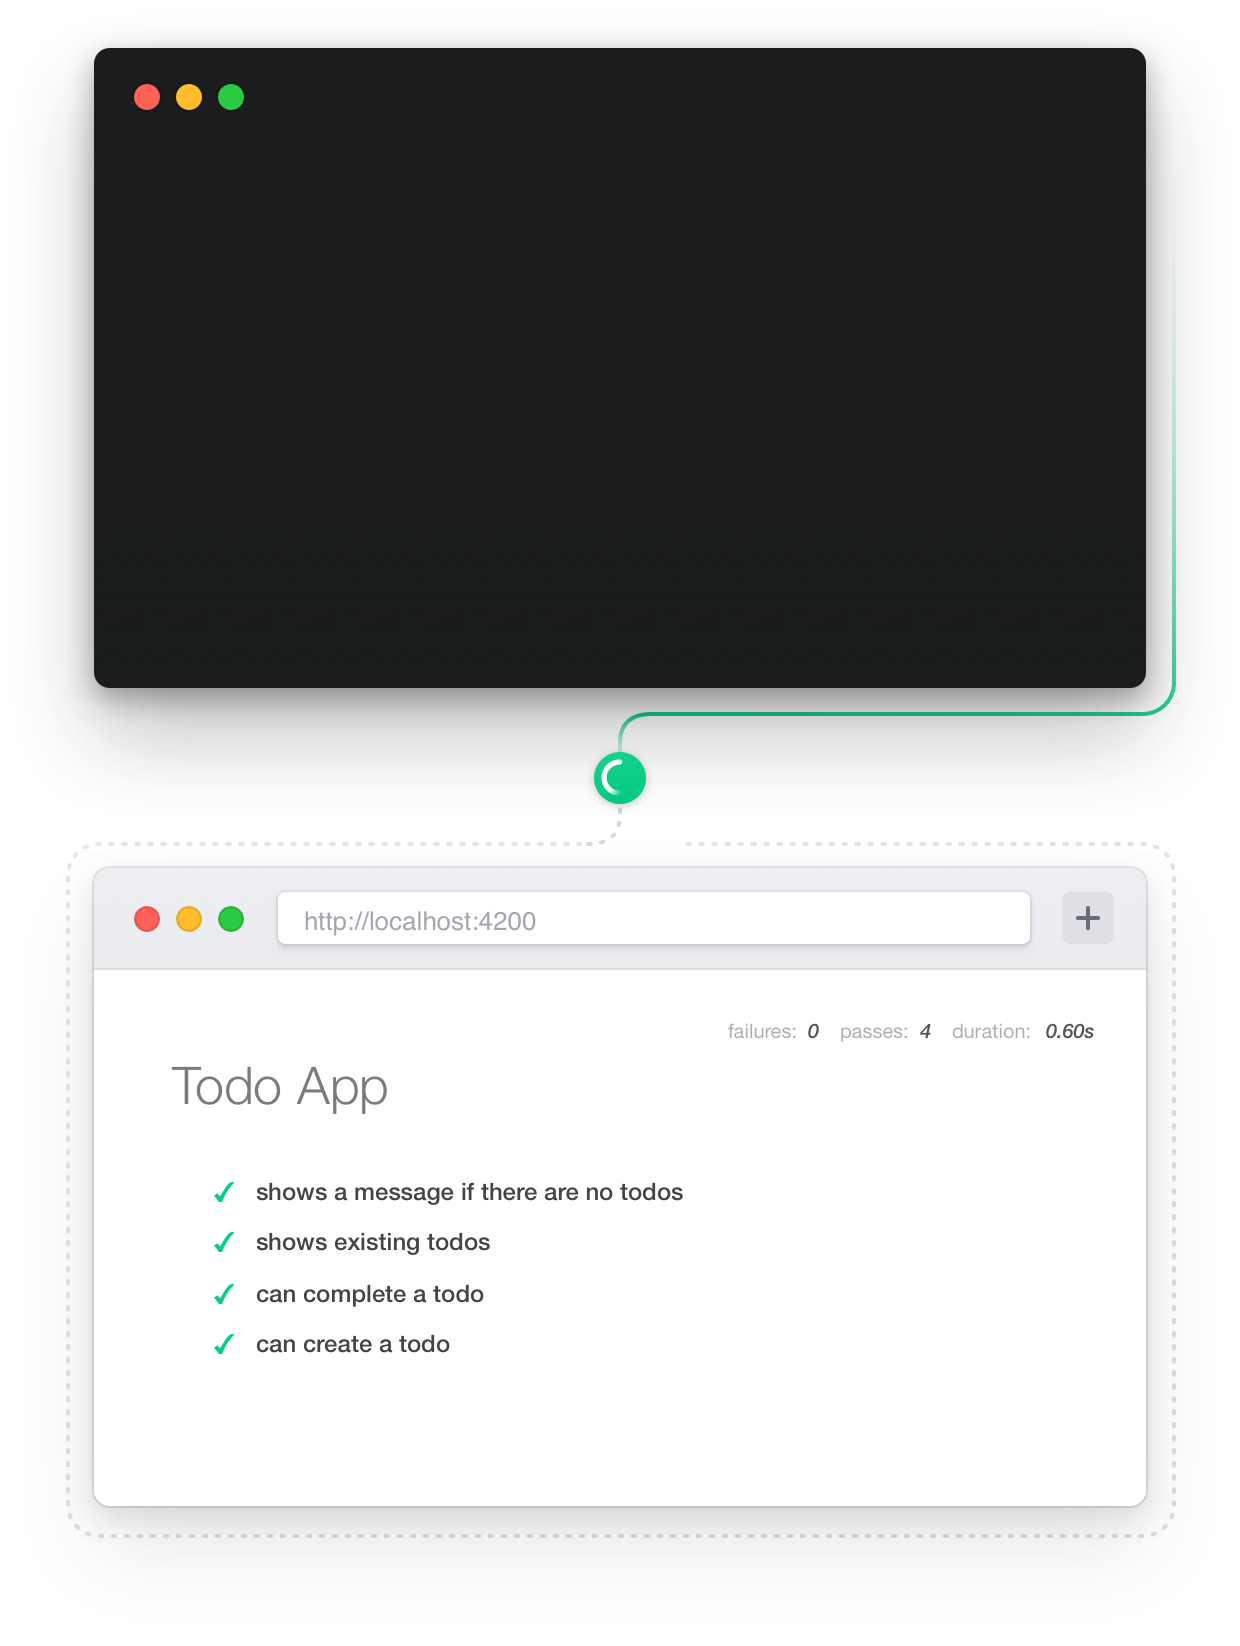 http://localhost:4200
failures: 0 passes: 4 duration: 0.60s
Todo App
✓ shows a message if there are no todos
✓ shows existing todos
✓ can complete a todo
✓ can create a todo